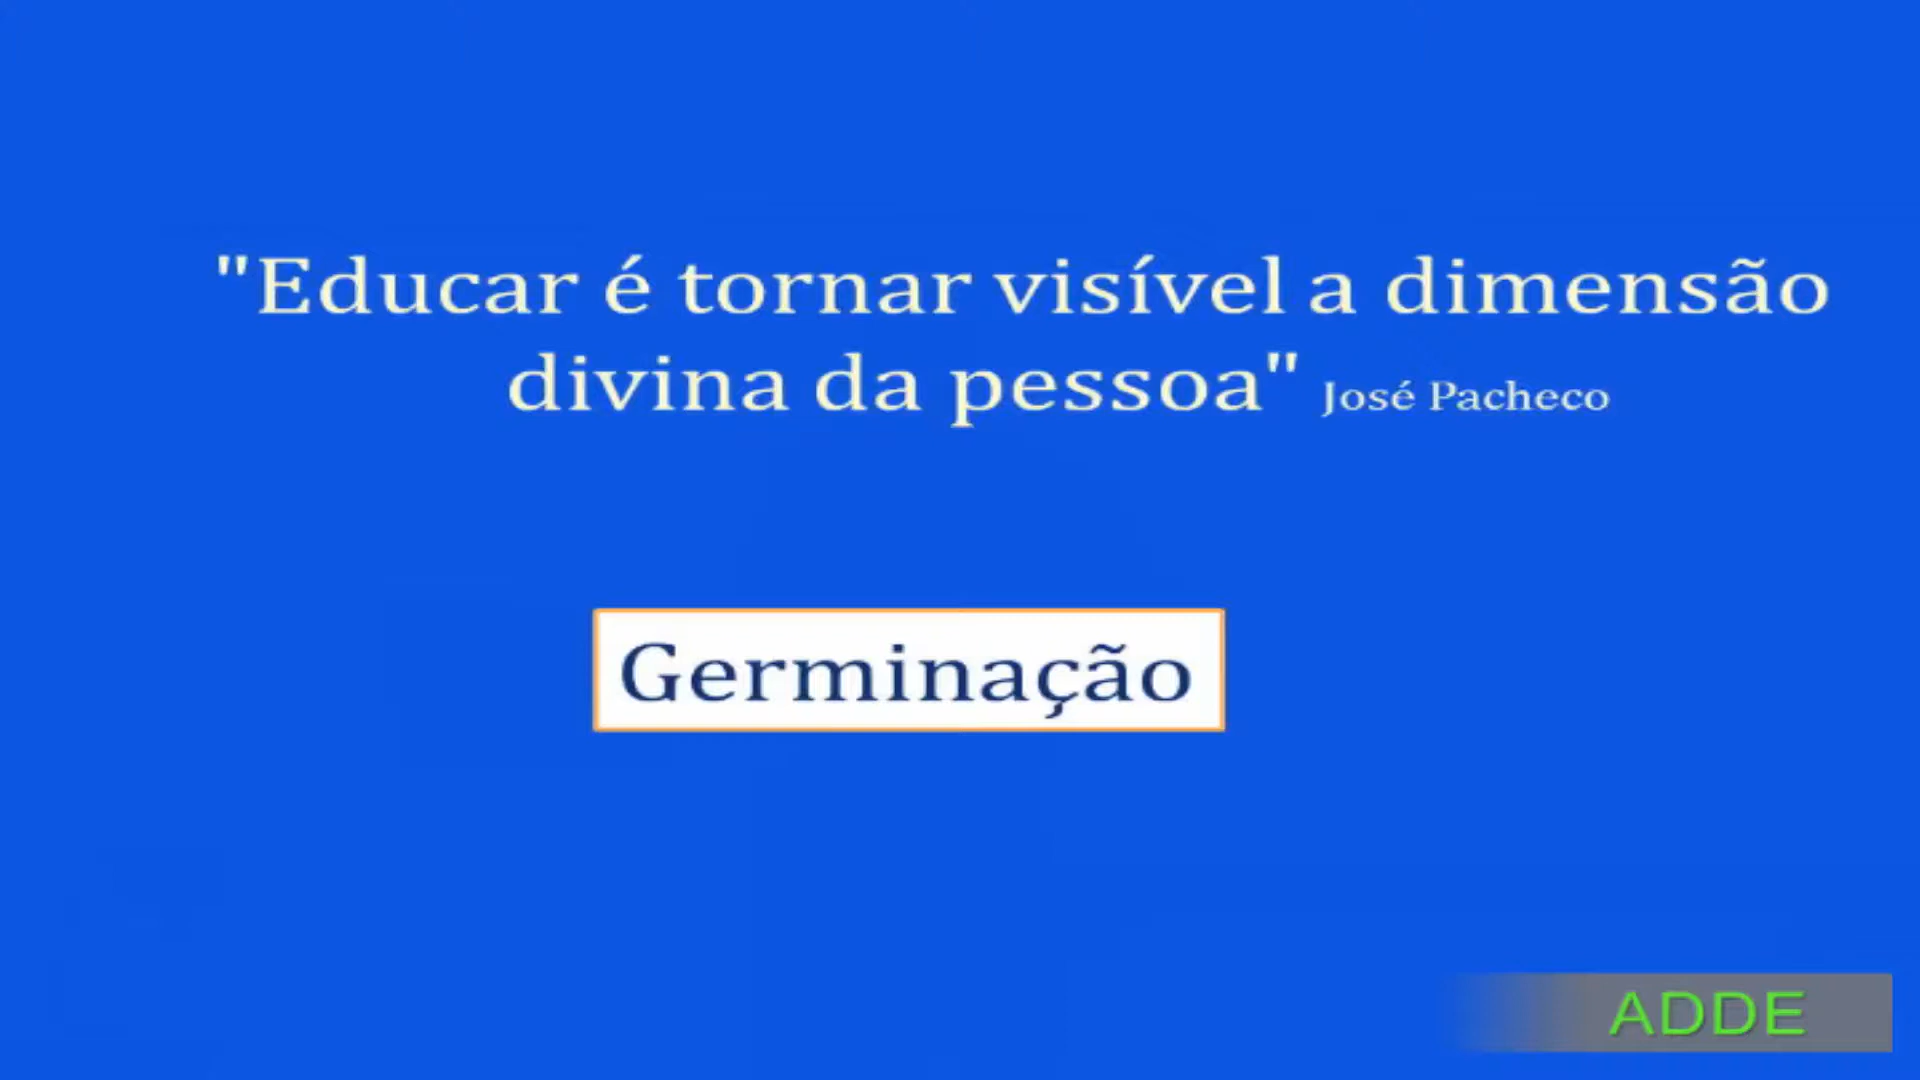 "Educar é tornar visível a dimensão
divina da pessoa" José Pacheco
Germinação
ADDE